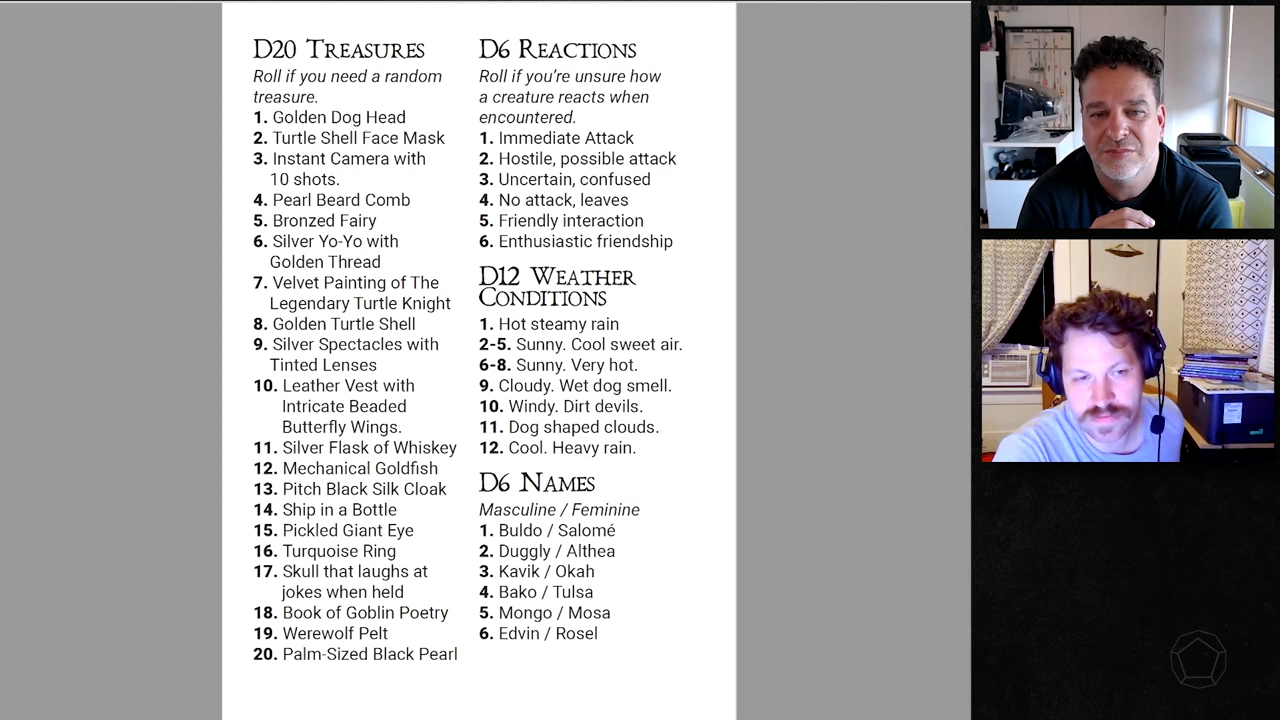 D20 Treasures
Roll if you need a random
treasure.
1. Golden Dog Head
2. Turtle Shell Face Mask
3. Instant Camera with
10 shots.
4. Pearl Beard Comb
5. Bronzed Fairy
6. Silver Yo-Yo with
Golden Thread
7. Velvet Painting of The
Legendary Turtle Knight
8. Golden Turtle Shell
9. Silver Spectacles with
Tinted Lenses
10. Leather Vest with
Intricate Beaded
Butterfly Wings.
11. Silver Flask of Whiskey
12. Mechanical Goldfish
13. Pitch Black Silk Cloak
14. Ship in a Bottle
15. Pickled Giant Eye
16. Turquoise Ring
17. Skull that laughs at
jokes when held
18. Book of Goblin Poetry
19. Werewolf Pelt
20. Palm-Sized Black Pearl
D6 Reactions
Roll if you're unsure how
a creature reacts when
encountered.
1. Immediate Attack
2. Hostile, possible attack
3. Uncertain, confused
4. No attack, leaves
5. Friendly interaction
6. Enthusiastic friendship
D12 Weather
Conditions
1. Hot steamy rain
2-5. Sunny. Cool sweet air.
6-8. Sunny. Very hot.
9. Cloudy. Wet dog smell.
10. Windy. Dirt devils.
11. Dog shaped clouds.
12. Cool. Heavy rain.
D6 Names
Masculine / Feminine
1. Buldo / Salomé
2. Duggly / Althea
3. Kavik / Okah
4. Bako / Tulsa
5. Mongo / Mosa
6. Edvin / Rosel